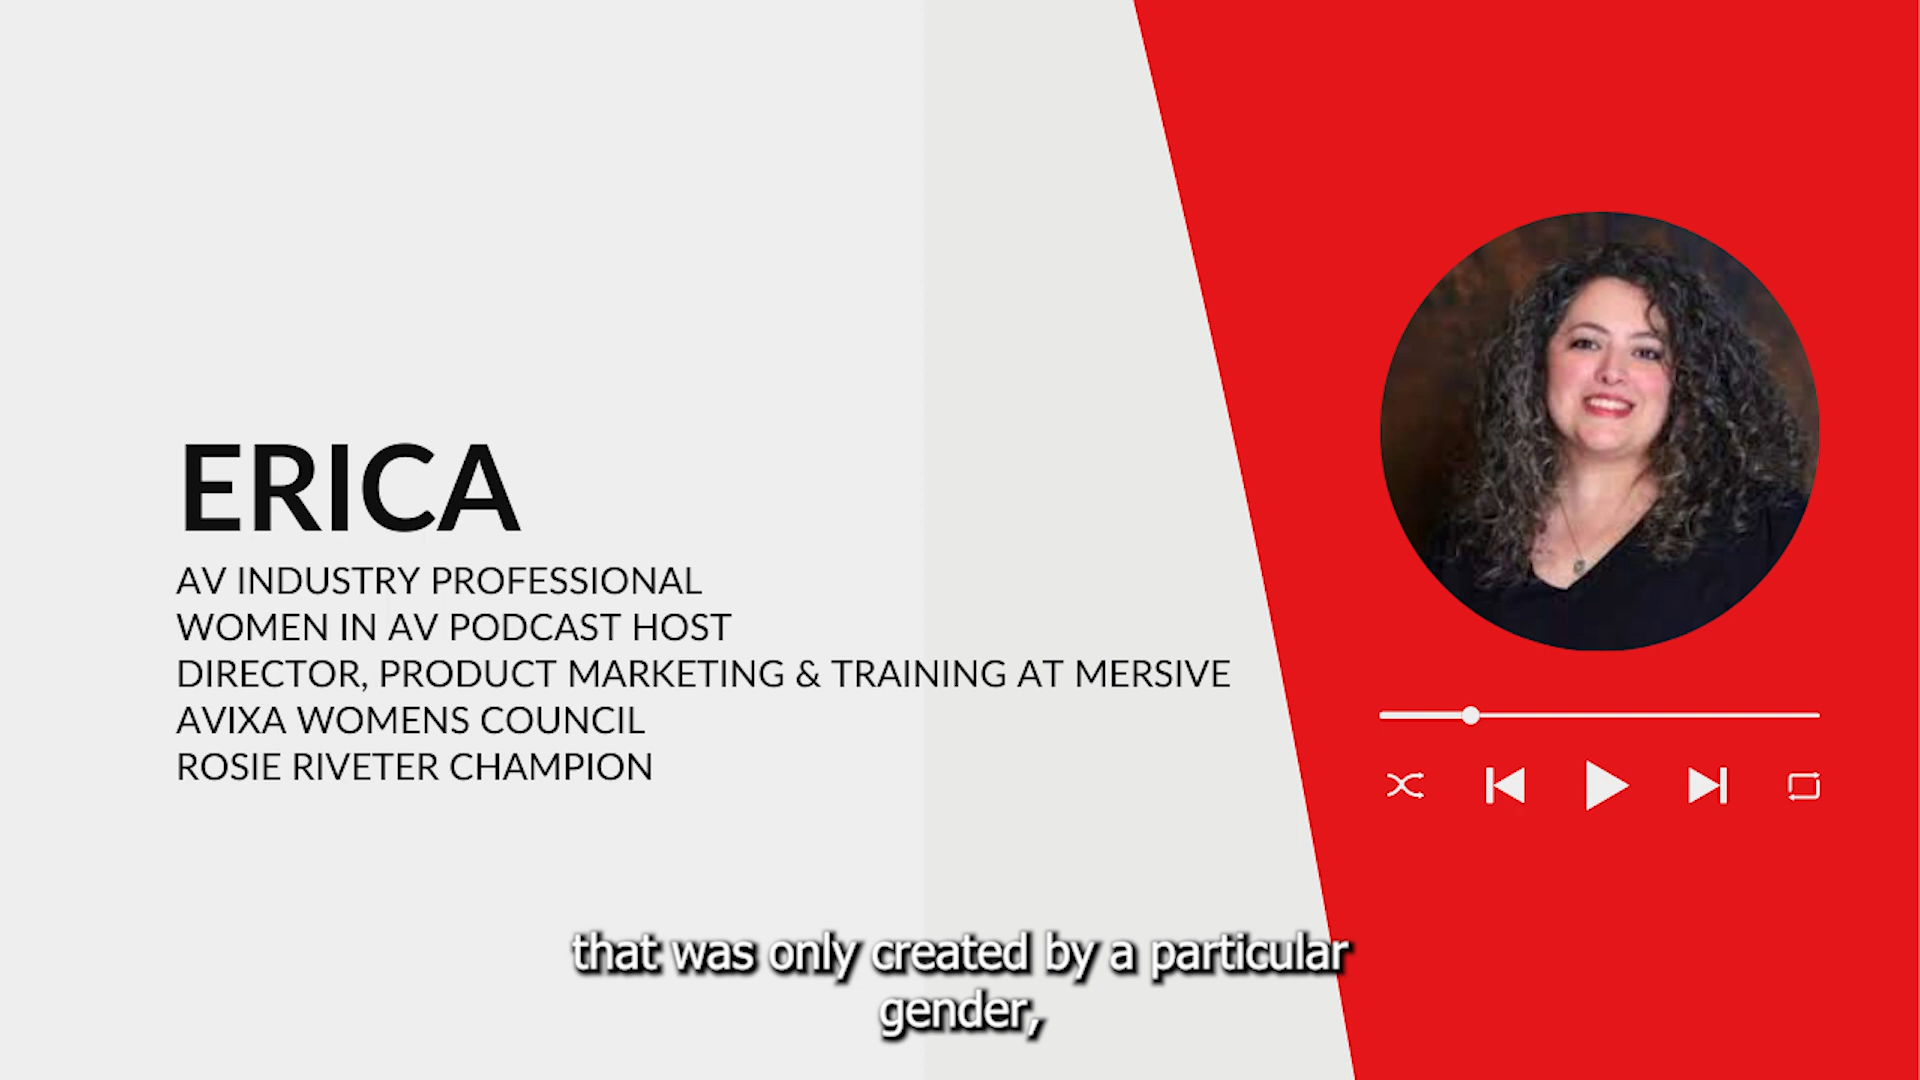 ERICA
AV INDUSTRY PROFESSIONAL
WOMEN IN AV PODCAST HOST
DIRECTOR, PRODUCT MARKETING & TRAINING AT MERSIVE
AVIXA WOMENS COUNCIL
ROSIE RIVETER CHAMPION
that was only created by a particular
gender,